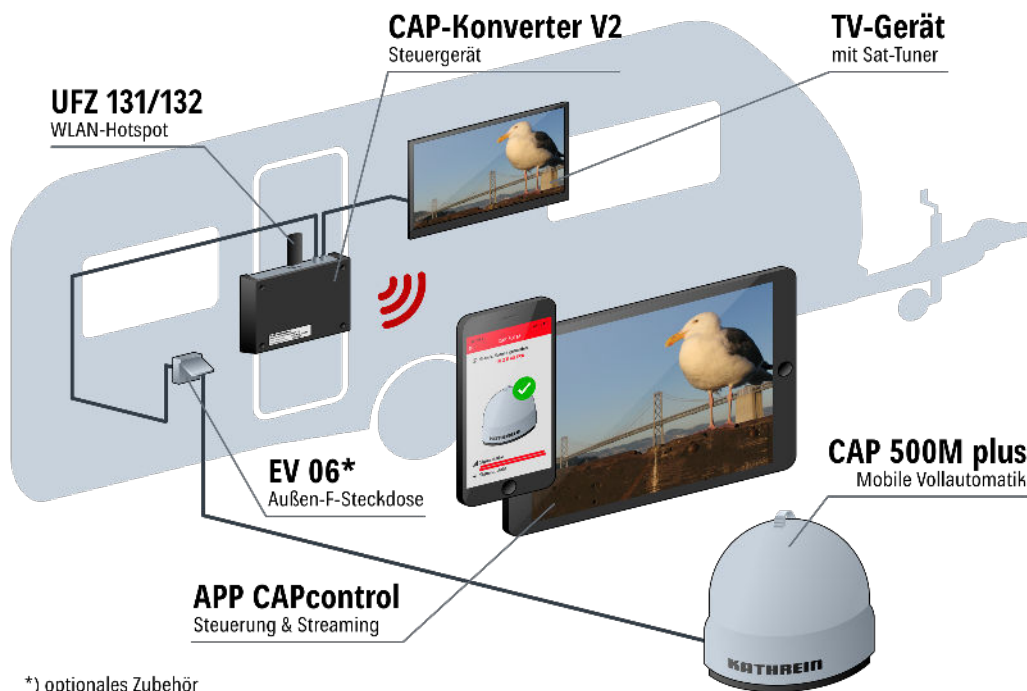 CAP-Konverter V2
Steuergerät
TV-Gerät
mit Sat-Tuner
UFZ 131/132
WLAN-Hotspot
EV 06*
Außen-F-Steckdose
CAP 500M plus
Mobile Vollautomatik
APP CAPcontrol
Steuerung & Streaming
KATHREIN
KATHREIN
*) optionales Zubehör